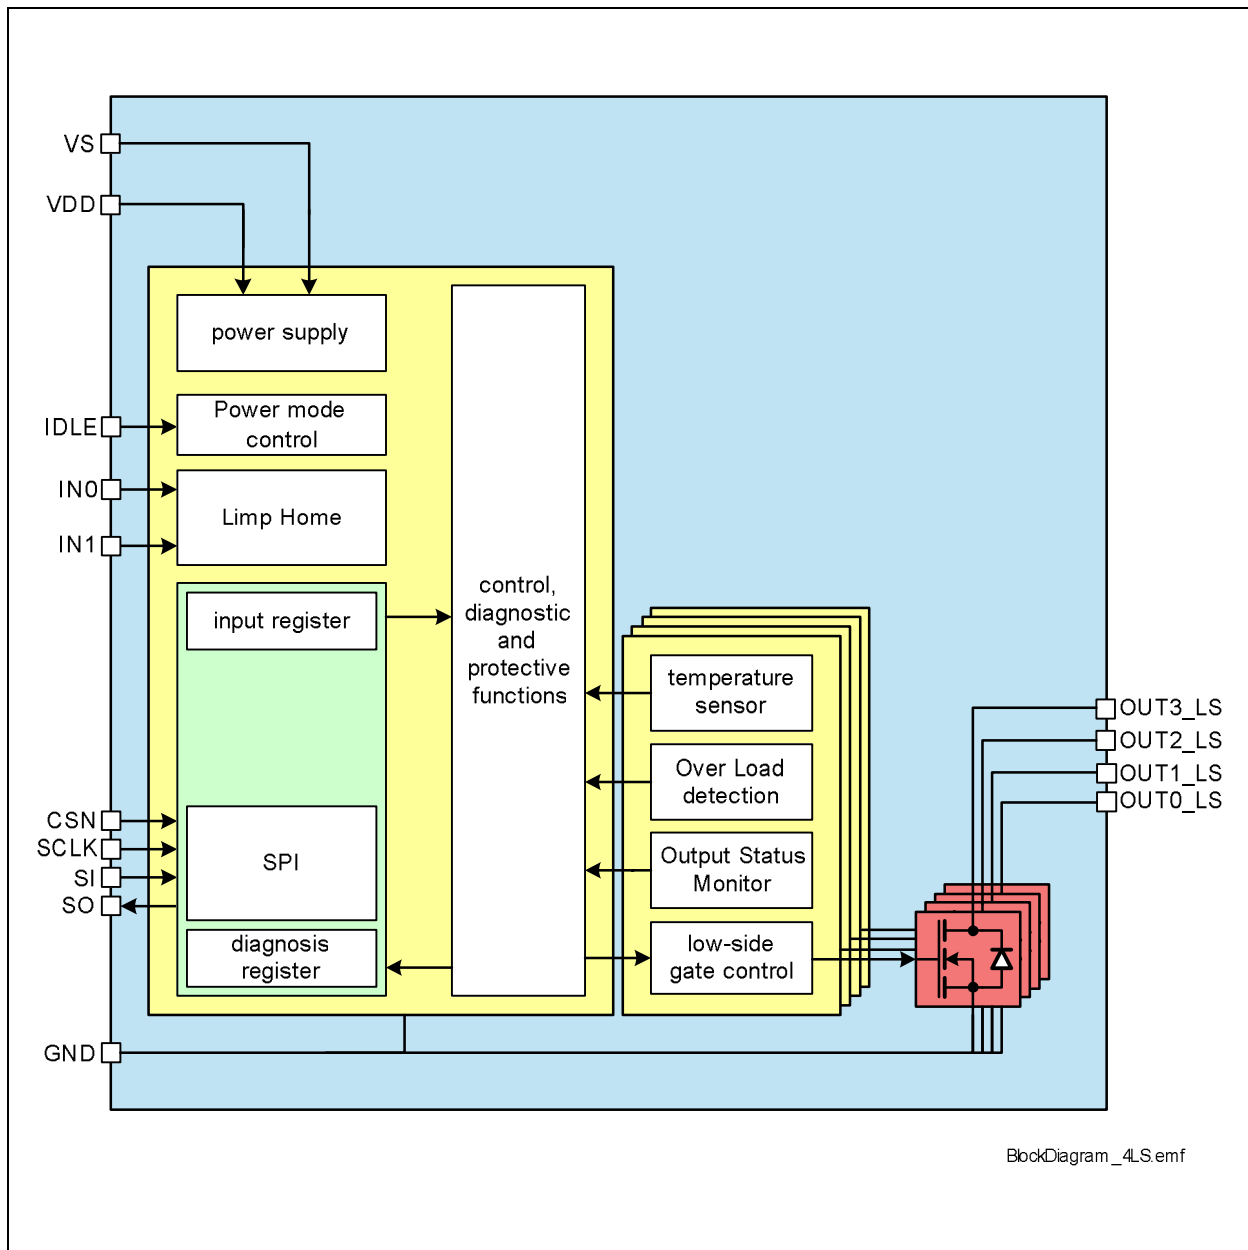 VS
VDD
power supply
IDLE
Power mode
control
IN0
IN1
Limp Home
input register
control,
diagnostic
and
protective
functions
temperature
sensor
Over Load
detection
Output Status
Monitor
low-side
gate control
OUT3_LS
OUT2_LS
OUT1_LS
OUT0_LS
CSN
SCLK
SI
SO
SPI
diagnosis
register
GND
BlockDiagram_4LS.emf